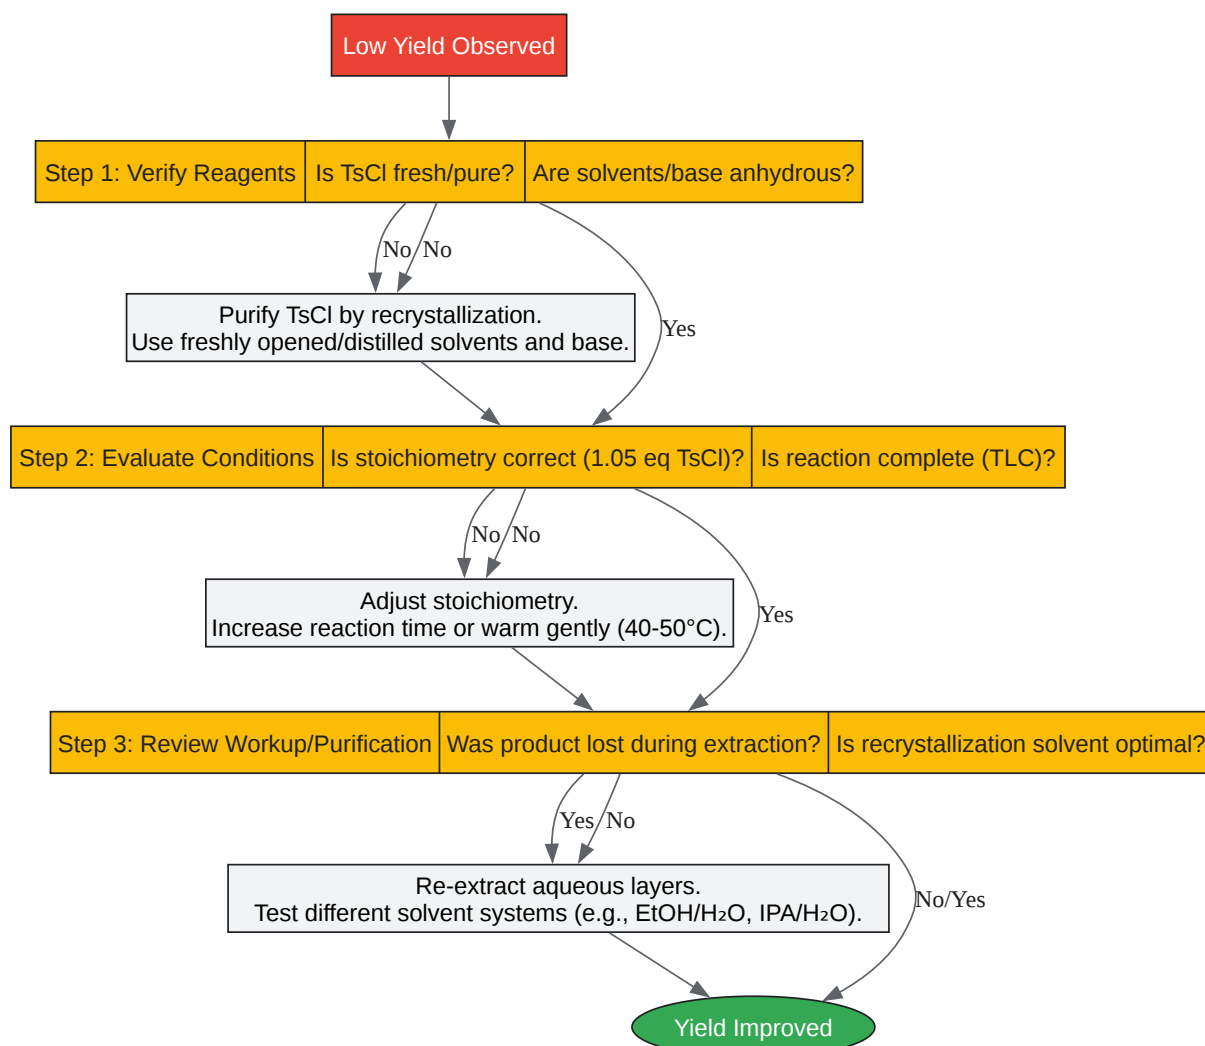 Low Yield Observed
Step 1: Verify Reagents
Is TsCl fresh/pure?
Are solvents/base anhydrous?
No
No
Purify TsCl by recrystallization.
Use freshly opened/distilled solvents and base.
Yes
Step 2: Evaluate Conditions
Is stoichiometry correct (1.05 eq TsCl)?
Is reaction complete (TLC)?
No
No
Adjust stoichiometry.
Increase reaction time or warm gently (40-50°C).
Yes
Step 3: Review Workup/Purification
Was product lost during extraction?
Is recrystallization solvent optimal?
Yes
No
Re-extract aqueous layers.
Test different solvent systems (e.g., EtOH/H₂O, IPA/H₂O).
No/Yes
Yield Improved